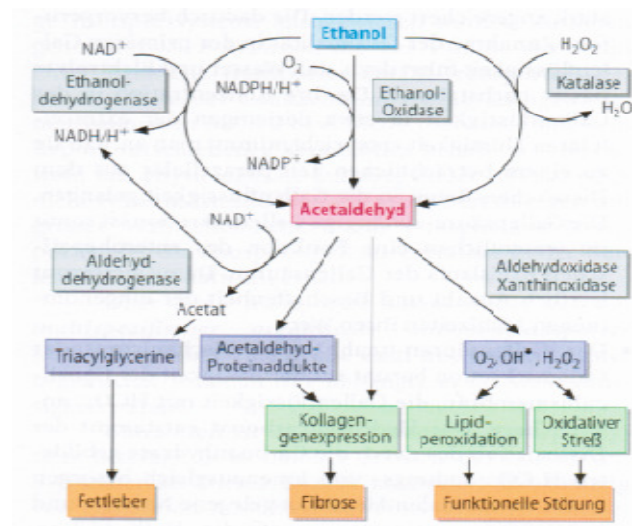 Ethanol
NAD⁺
O₂
H₂O₂
Ethanol-
dehydrogenase
NADPH/H⁺
Ethanol-
Oxidase
Katalase
H₂O
NADH/H⁺
NADP⁺
Acetaldehyd
NAD⁺
Aldehyd-
dehydrogenase
Aldehydoxidase
Xanthinoxidase
Acetat
Triacylglycerine
Acetaldehyd-
Proteinaddukte
O₂, OH•, H₂O₂
Kollagen-
genexpression
Lipid-
peroxidation
Oxidativer
Streß
Fettleber
Fibrose
Funktionelle Störung